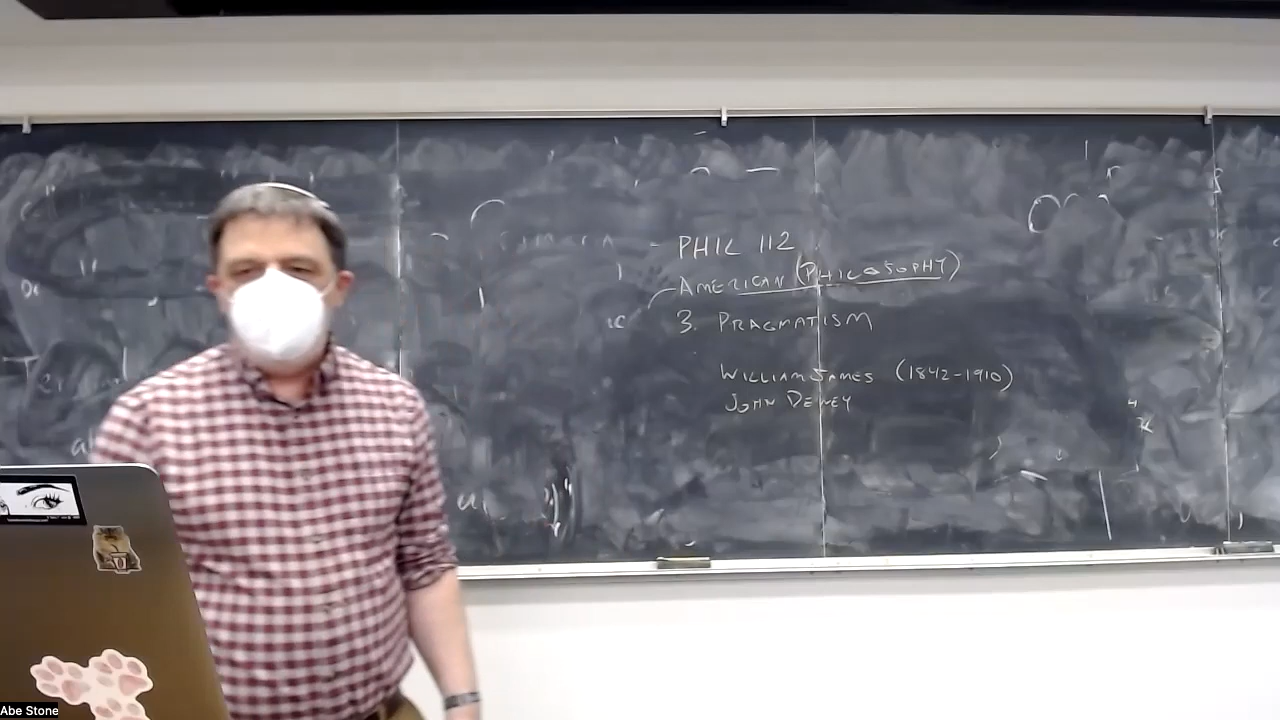 PHIL 112
AMERICAN (PHILOSOPHY)
3. PRAGMATISM
WILLIAM JAMES (1842-1910)
JOHN DEWEY
Abe Stone